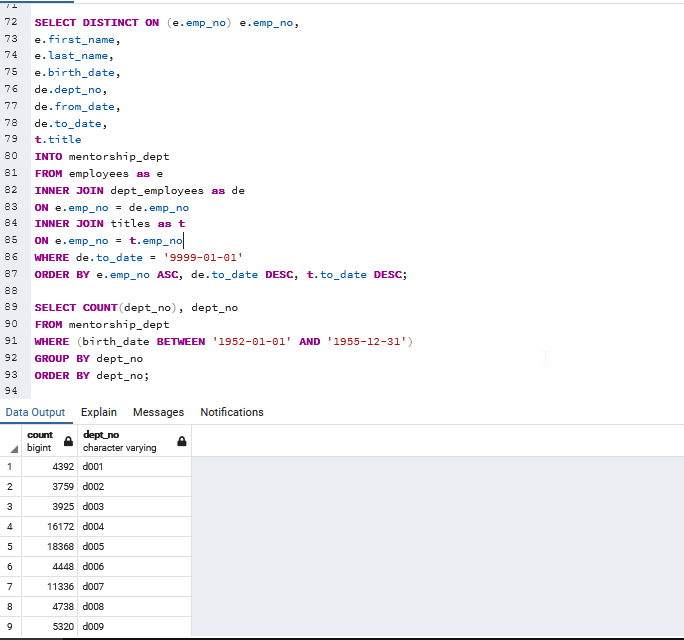 71
72 SELECT DISTINCT ON (e.emp_no) e.emp_no,
73 e.first_name,
74 e.last_name,
75 e.birth_date,
76 de.dept_no,
77 de.from_date,
78 de.to_date,
79 t.title
80 INTO mentorship_dept
81 FROM employees as e
82 INNER JOIN dept_employees as de
83 ON e.emp_no = de.emp_no
84 INNER JOIN titles as t
85 ON e.emp_no = t.emp_no
86 WHERE de.to_date = '9999-01-01'
87 ORDER BY e.emp_no ASC, de.to_date DESC, t.to_date DESC;
88
89 SELECT COUNT(dept_no), dept_no
90 FROM mentorship_dept
91 WHERE (birth_date BETWEEN '1952-01-01' AND '1955-12-31')
92 GROUP BY dept_no
93 ORDER BY dept_no;
94
Data Output Explain Messages Notifications
count dept_no
bigint character varying
1 4392 d001
2 3759 d002
3 3925 d003
4 16172 d004
5 18368 d005
6 4448 d006
7 11336 d007
8 4738 d008
9 5320 d009